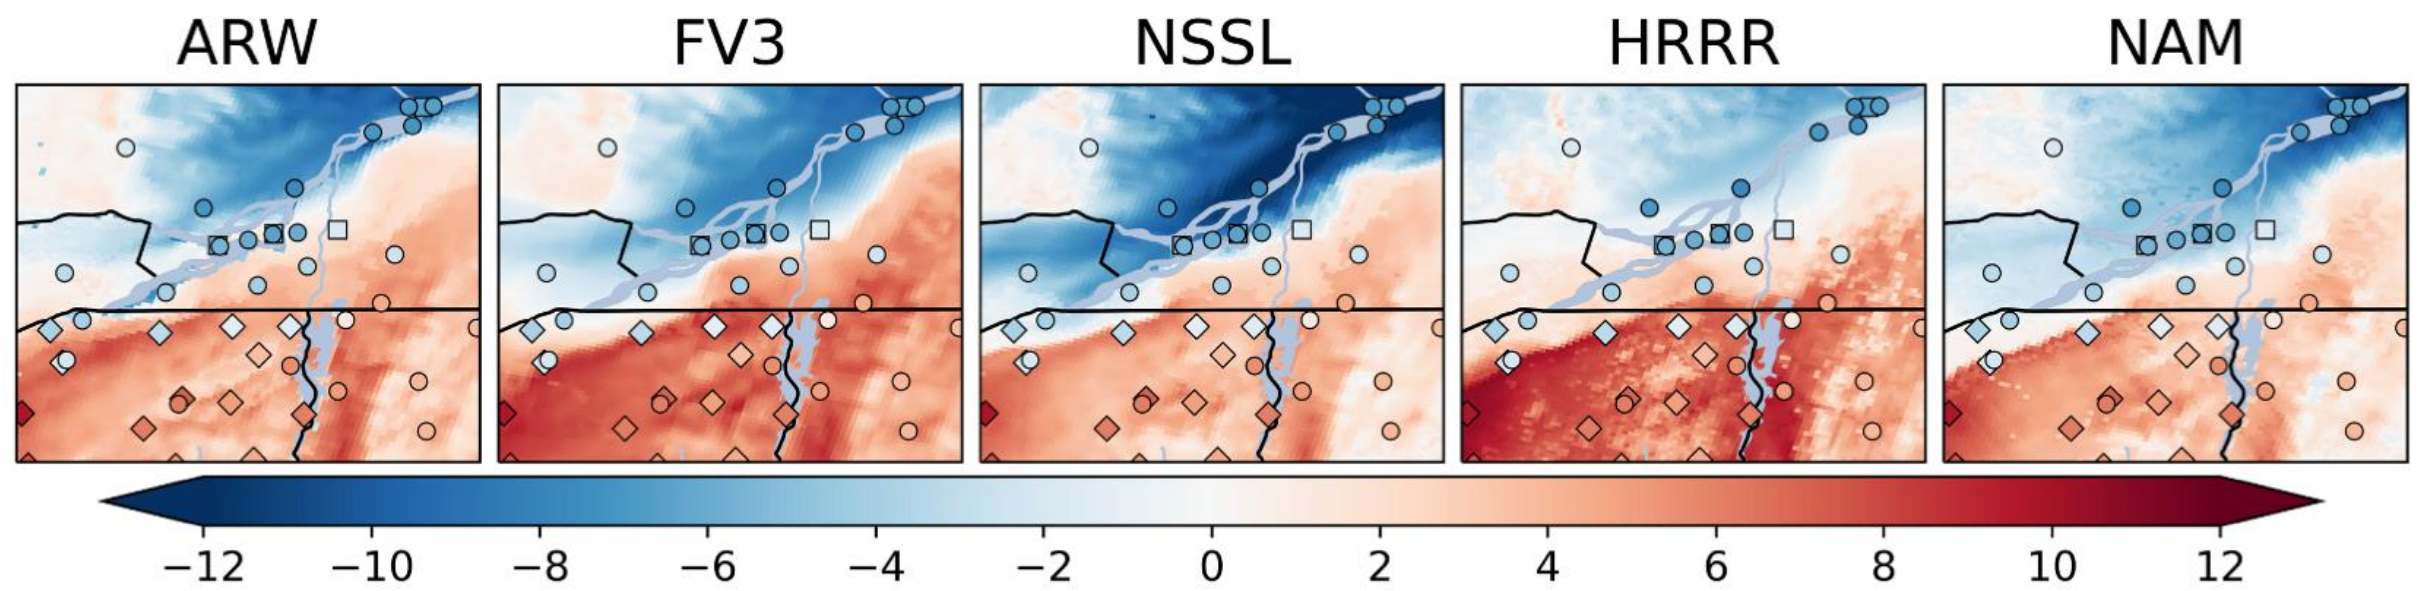 ARW FV3 NSSL HRRR NAM
−12 −10 −8 −6 −4 −2 0 2 4 6 8 10 12